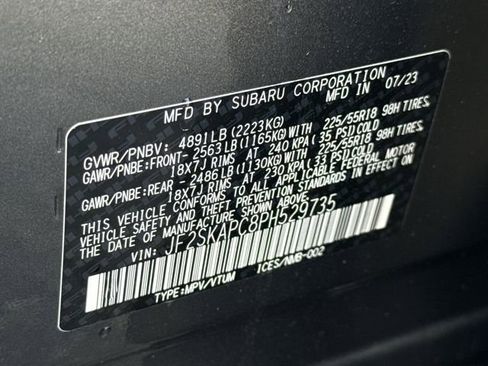 MFD BY SUBARU CORPORATION
MFD IN 07/23
GVWR/PNBV: 4891LB(2223KG)
GAWR/PNBE:FRONT- 2563LB(1165KG)WITH 225/55R18 98H TIRES
18X7J RIMS AT 240 KPA(35 PSI)COLD
GAWR/PNBE:REAR - 2486LB(1130KG)WITH 225/55R18 98H TIRES
18X7J RIMS AT 230 KPA(33 PSI)COLD
THIS VEHICLE CONFORMS TO ALL APPLICABLE FEDERAL MOTOR
VEHICLE SAFETY AND THEFT PREVENTION STANDARDS IN EFFECT ON
THE DATE OF MANUFACTURE SHOWN ABOVE.
VIN: JF2SKAPC8PH529735
TYPE:MPV/VTUM ICES/NMB-002